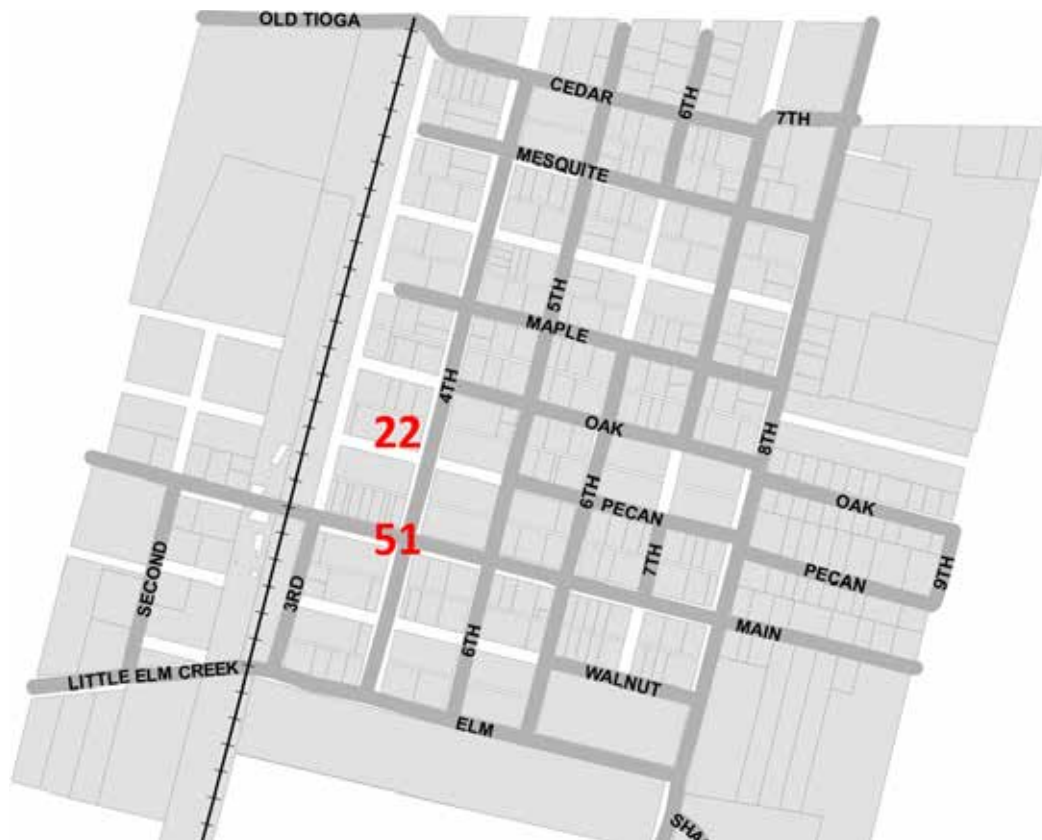 OLD TIOGA
CEDAR
6TH
7TH
MESQUITE
5TH
MAPLE
4TH
22
OAK
8TH
6TH
PECAN
OAK
51
7TH
SECOND
3RD
PECAN
9TH
6TH
MAIN
WALNUT
LITTLE ELM CREEK
ELM